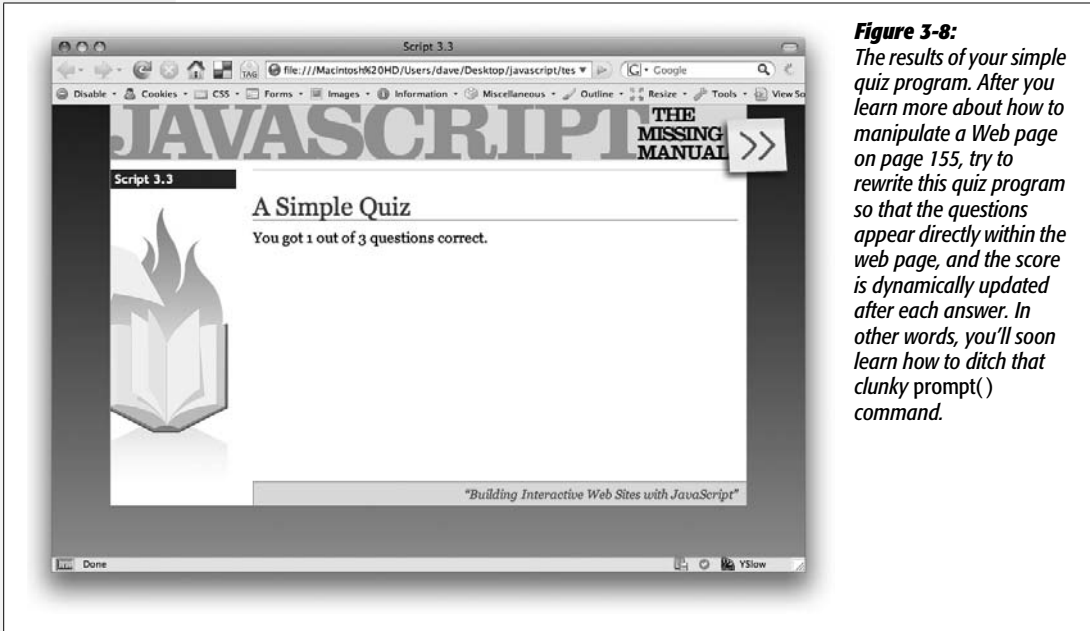 Script 3.3
TAG
file:///Macintosh%20HD/Users/dave/Desktop/javascript/tes
G
Google
Disable
Cookies
CSS
Forms
Images
Information
Miscellaneous
Outline
Resize
Tools
View So
JAVASCRIPT
THE
MISSING
MANUAL
>>
Script 3.3
A Simple Quiz
You got 1 out of 3 questions correct.
"Building Interactive Web Sites with JavaScript"
Done
YSlow
Figure 3-8:
The results of your simple
quiz program. After you
learn more about how to
manipulate a Web page
on page 155, try to
rewrite this quiz program
so that the questions
appear directly within the
web page, and the score
is dynamically updated
after each answer. In
other words, you'll soon
learn how to ditch that
clunky prompt( )
command.